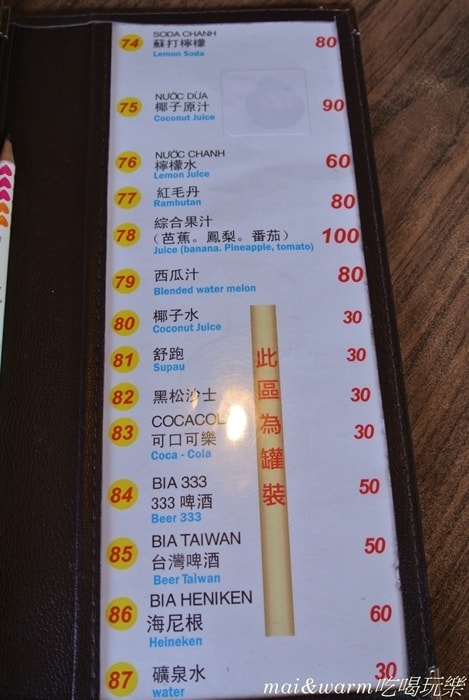 74 SODA CHANH 80
蘇打檸檬
Lemon Soda
75 NƯỚC DỪA 90
椰子原汁
Coconut Juice
76 NƯỚC CHANH 60
檸檬水
Lemon Juice
77 紅毛丹 80
Rambutan
78 綜合果汁 100
（芭蕉。鳳梨。番茄）
Juice (banana. Pineapple, tomato)
79 西瓜汁 80
Blended water melon
80 椰子水 30
Coconut Juice
81 舒跑 30
Supau
82 黑松沙士 30
83 COCACOLA 30
可口可樂
Coca - Cola
84 BIA 333 50
333 啤酒
Beer 333
85 BIA TAIWAN 50
台灣啤酒
Beer Taiwan
86 BIA HENIKEN 60
海尼根
Heineken
87 礦泉水 30
water
此區為罐裝
mai&warm吃喝玩樂